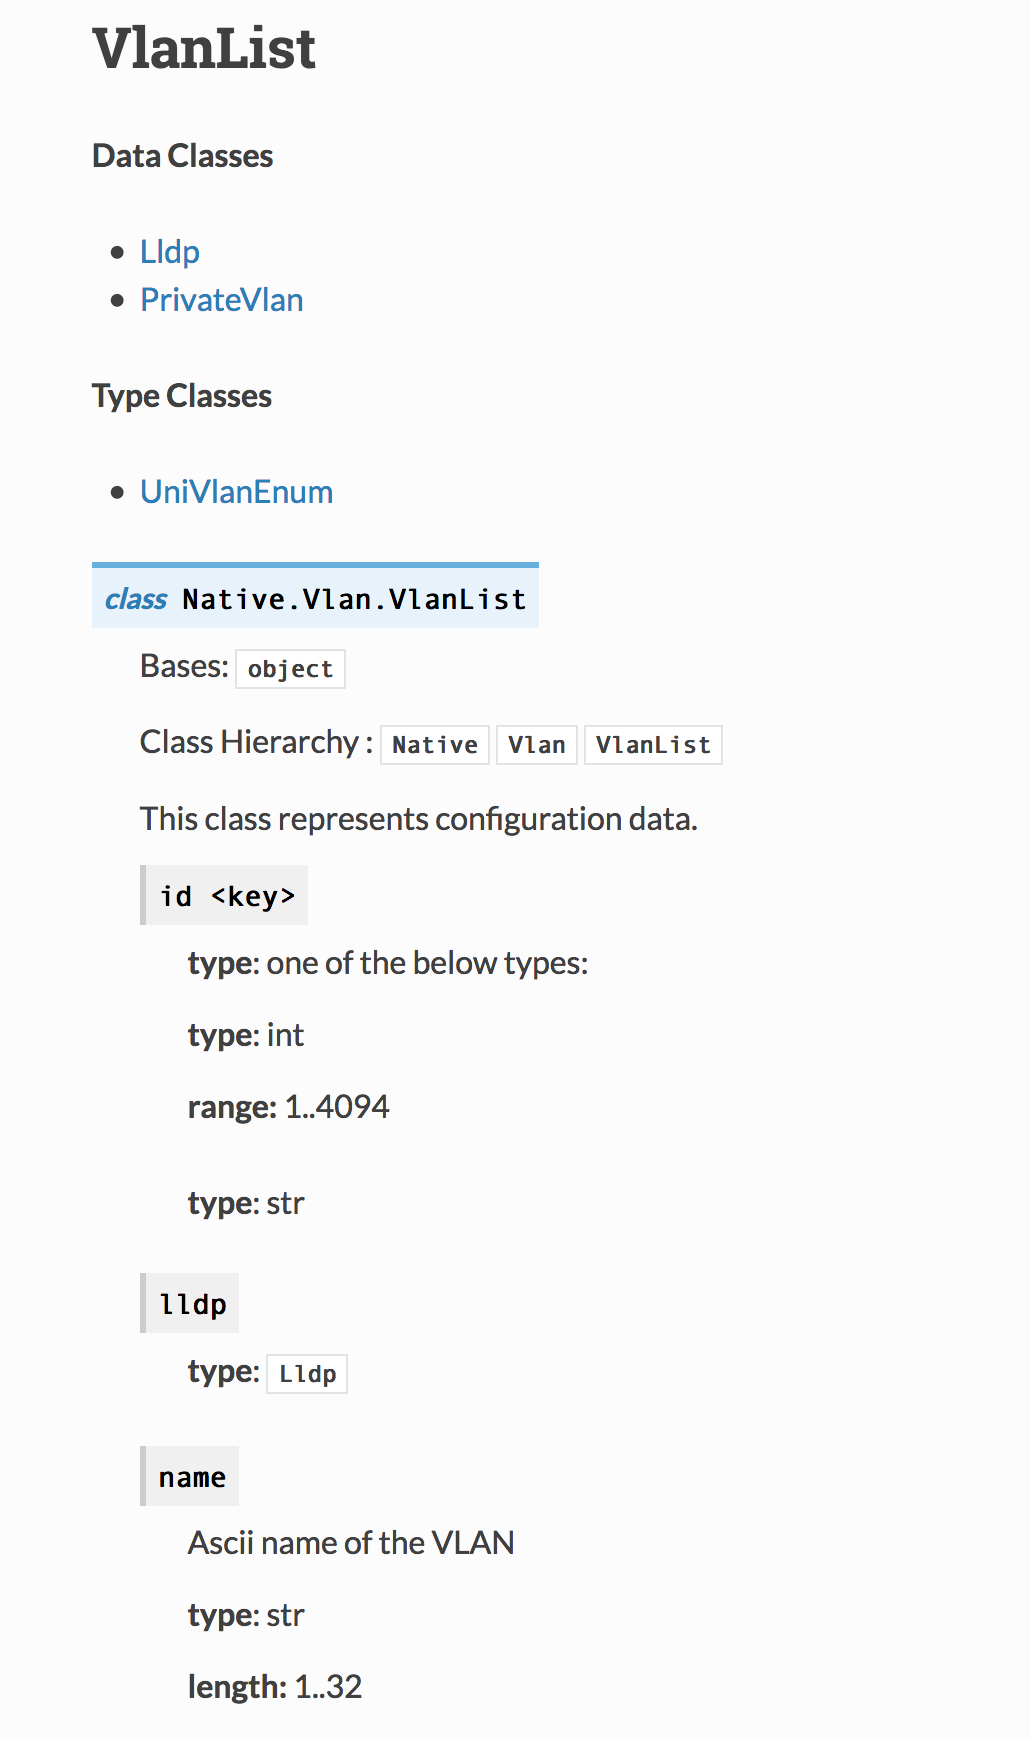 VlanList
Data Classes
Lldp
PrivateVlan
Type Classes
UniVlanEnum
class Native.Vlan.VlanList
Bases: object
Class Hierarchy : Native Vlan VlanList
This class represents configuration data.
id <key>
type: one of the below types:
type: int
range: 1..4094
type: str
lldp
type: Lldp
name
Ascii name of the VLAN
type: str
length: 1..32